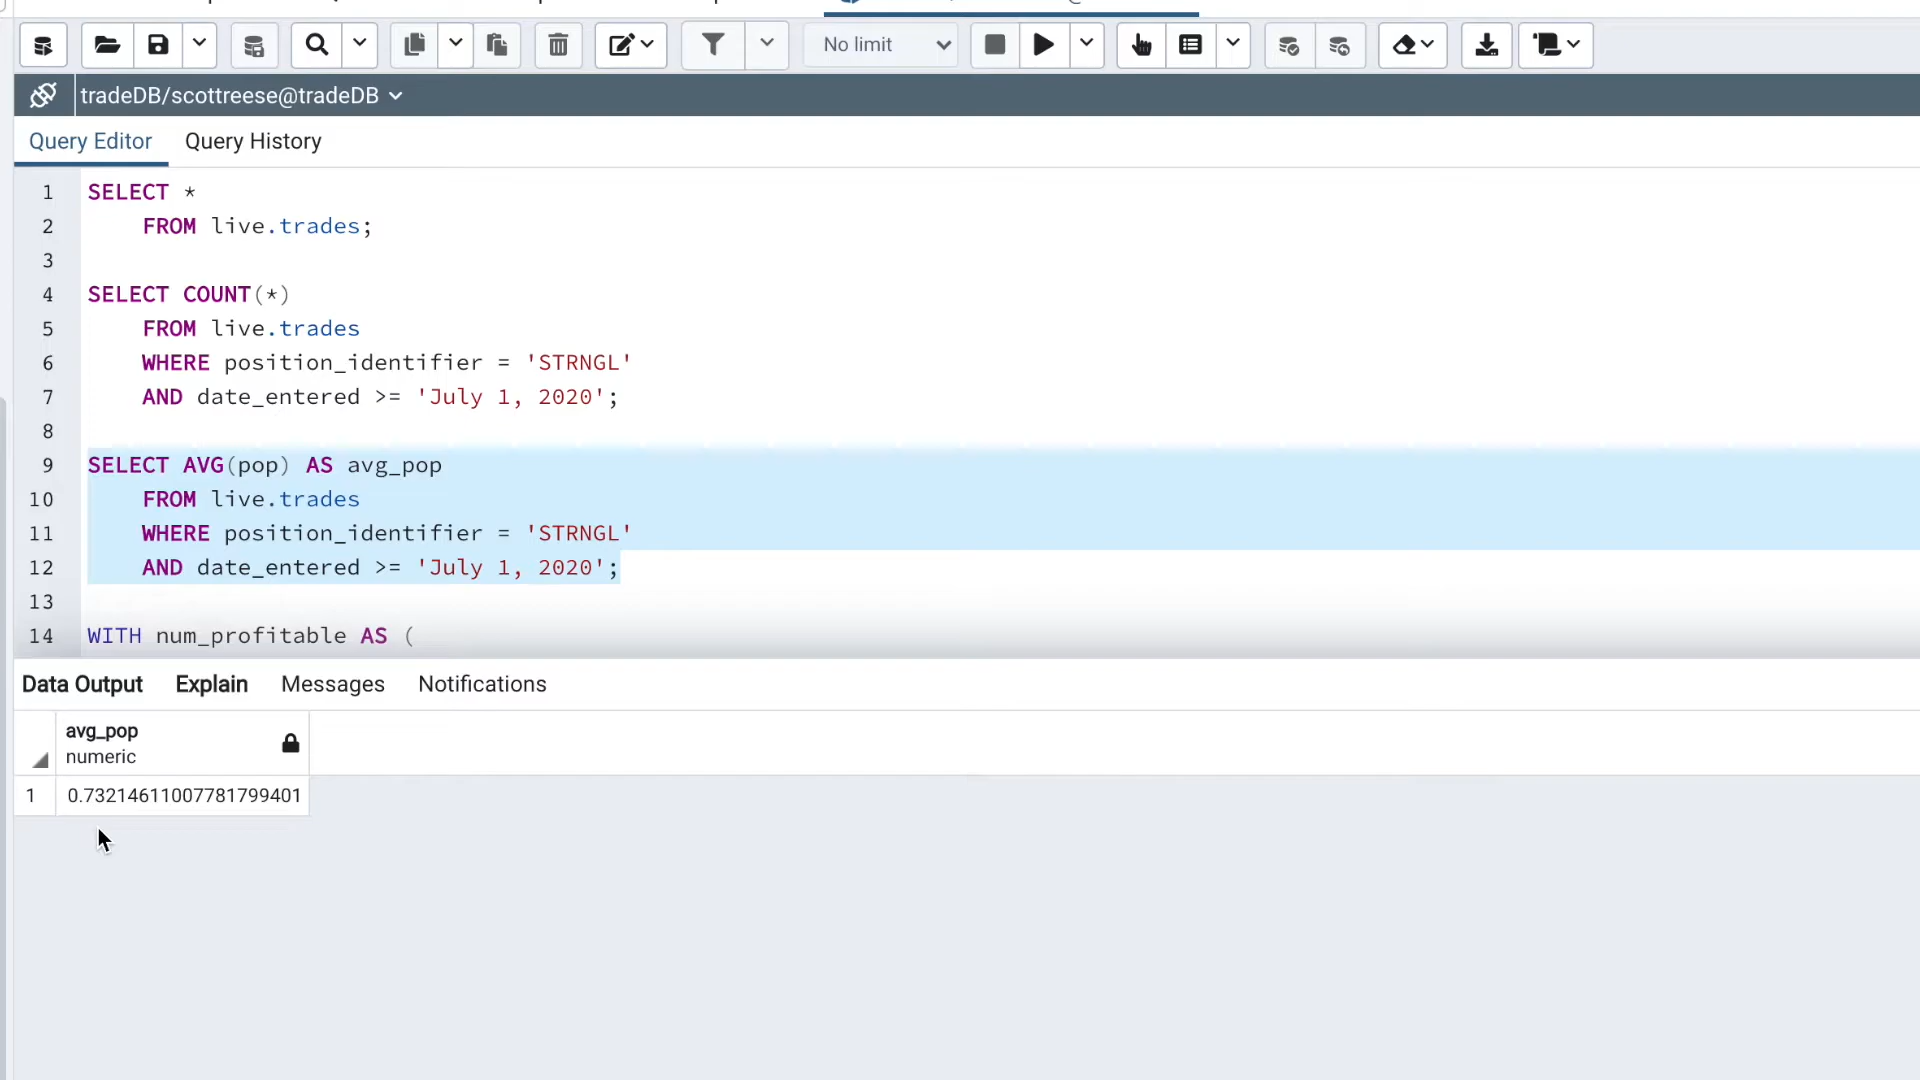 No limit
tradeDB/scottreese@tradeDB
Query Editor Query History
1 SELECT *
2 FROM live.trades;
3
4 SELECT COUNT(*)
5 FROM live.trades
6 WHERE position_identifier = 'STRNGL'
7 AND date_entered >= 'July 1, 2020';
8
9 SELECT AVG(pop) AS avg_pop
10 FROM live.trades
11 WHERE position_identifier = 'STRNGL'
12 AND date_entered >= 'July 1, 2020';
13
14 WITH num_profitable AS (
Data Output Explain Messages Notifications
avg_pop
numeric
1 0.73214611007781799401